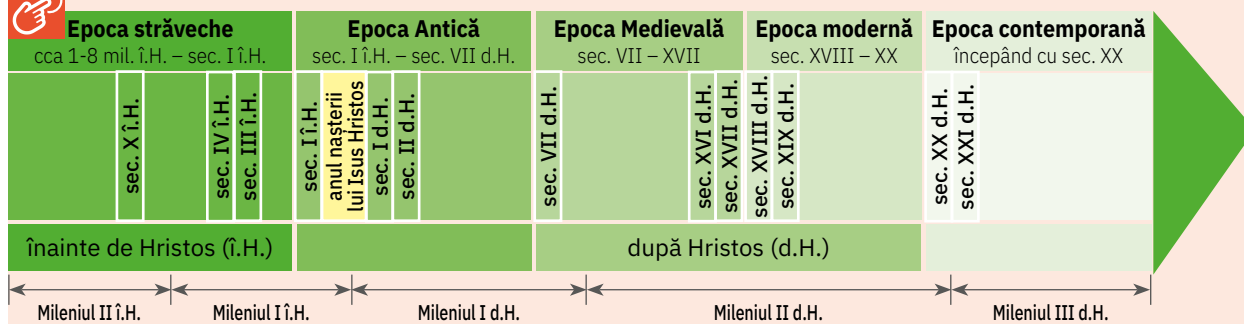 Epoca străveche
cca 1-8 mil. î.H. – sec. I î.H.
Epoca Antică
sec. I î.H. – sec. VII d.H.
Epoca Medievală
sec. VII – XVII
Epoca modernă
sec. XVIII – XX
Epoca contemporană
începând cu sec. XX
sec. X î.H.
sec. IV î.H.
sec. III î.H.
sec. I î.H.
anul nașterii
lui Isus Hristos
sec. I d.H.
sec. II d.H.
sec. VII d.H.
sec. XVI d.H.
sec. XVII d.H.
sec. XVIII d.H.
sec. XIX d.H.
sec. XX d.H.
sec. XXI d.H.
înainte de Hristos (î.H.)
după Hristos (d.H.)
Mileniul II î.H.
Mileniul I î.H.
Mileniul I d.H.
Mileniul II d.H.
Mileniul III d.H.